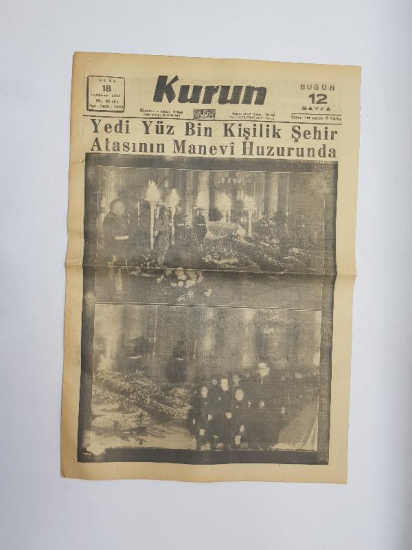 18
Kurun
BUGÜN
12
SAYFA
Yedi Yüz Bin Kişilik Şehir
Atasının Manevî Huzurunda